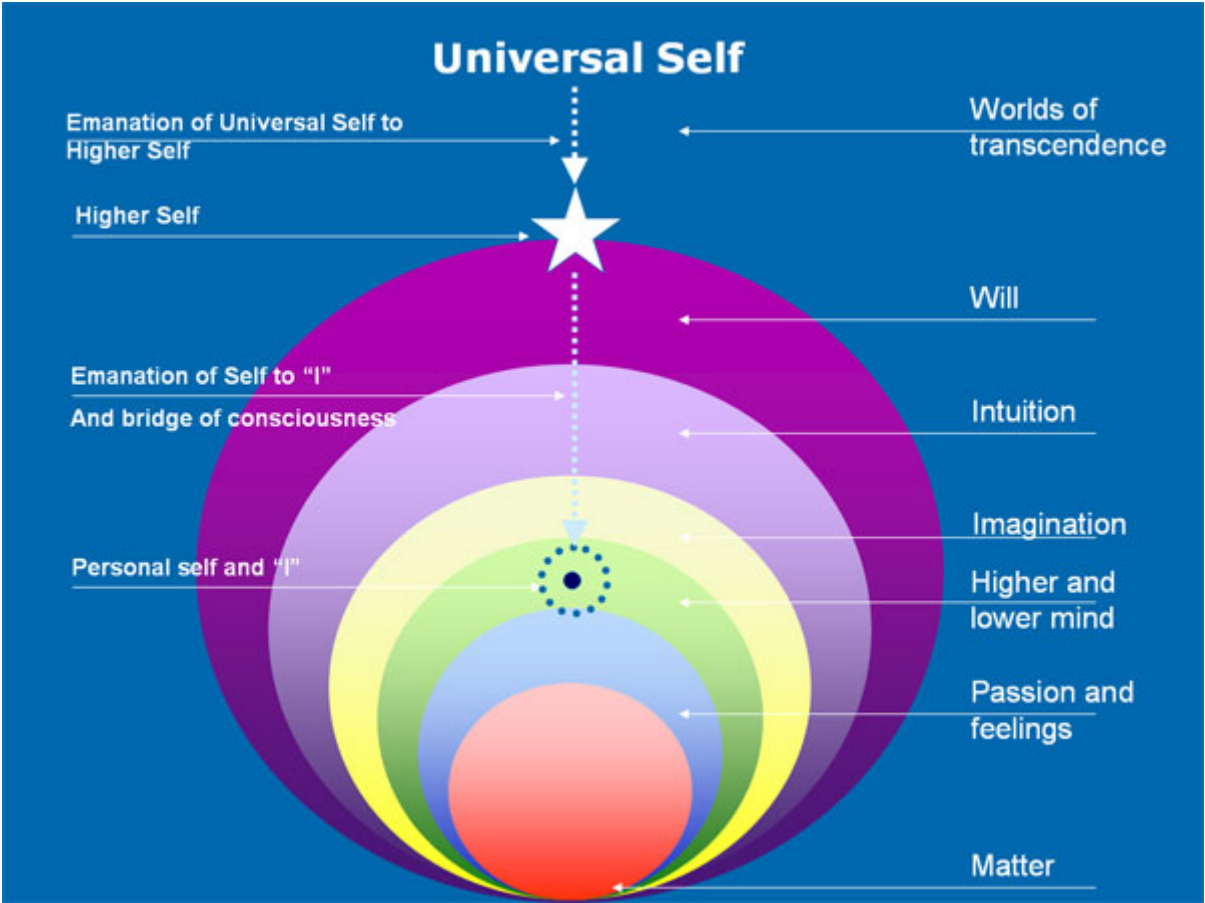 Universal Self
Emanation of Universal Self to
Higher Self
Worlds of
transcendence
Higher Self
Will
Emanation of Self to “I”
And bridge of consciousness
Intuition
Imagination
Personal self and “I”
Higher and
lower mind
Passion and
feelings
Matter